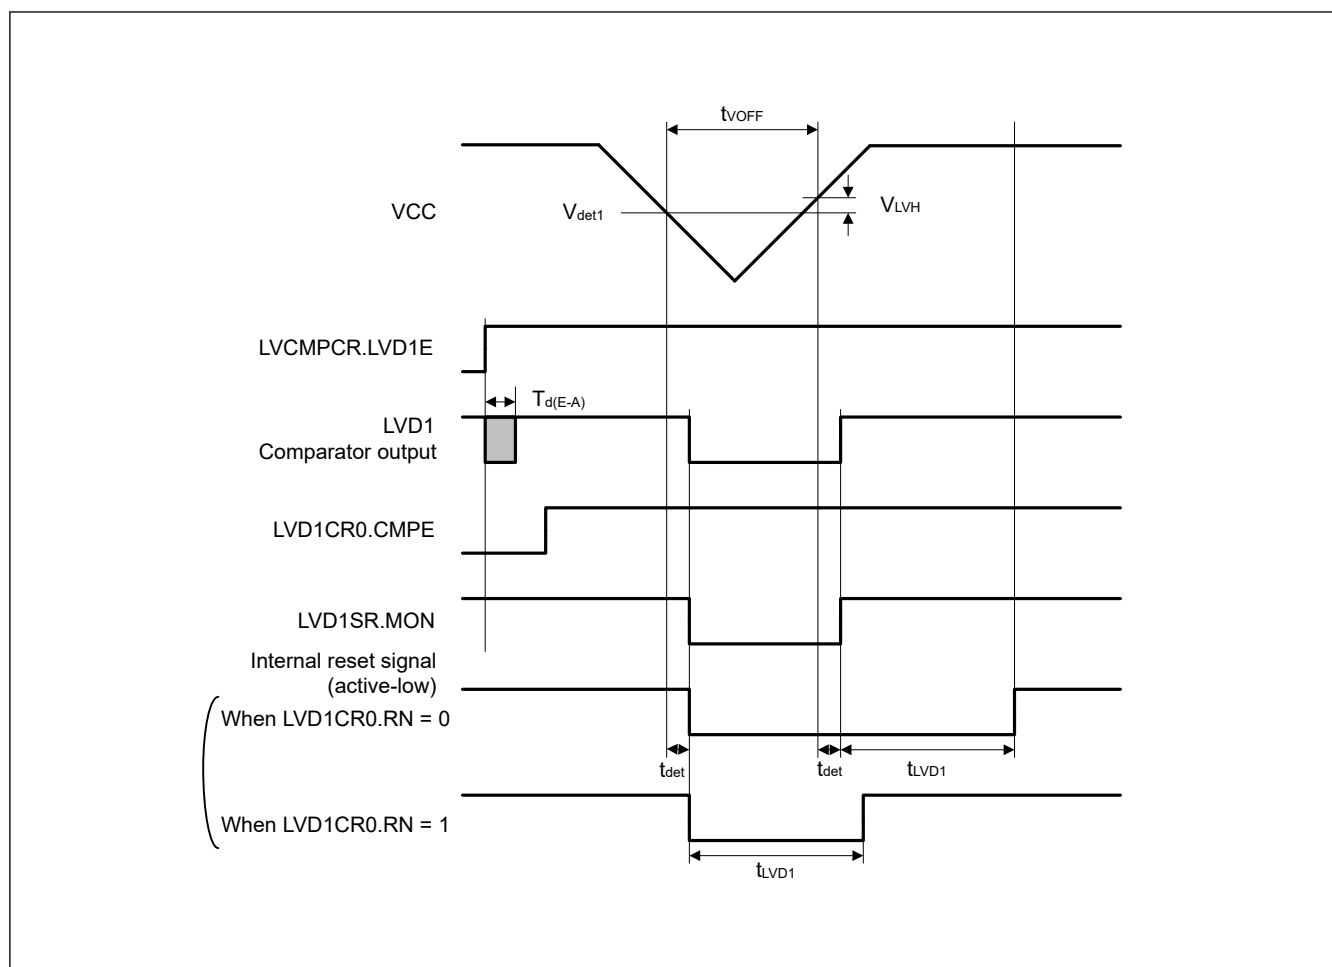 tVOFF
VCC
Vdet1
VLVH
LVCMPCR.LVD1E
Td(E-A)
LVD1
Comparator output
LVD1CR0.CMPE
LVD1SR.MON
Internal reset signal
(active-low)
When LVD1CR0.RN = 0
tdet
tdet
tLVD1
When LVD1CR0.RN = 1
tLVD1